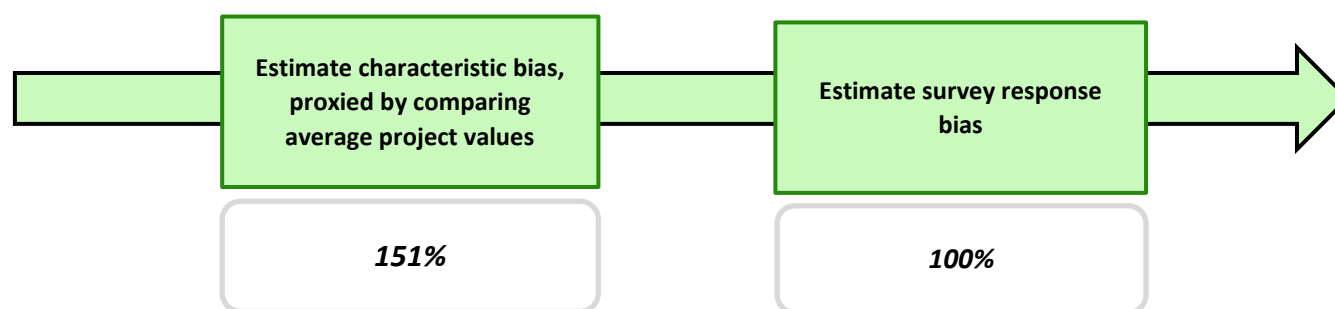 Estimate characteristic bias,
proxied by comparing
average project values
Estimate survey response
bias
151%
100%